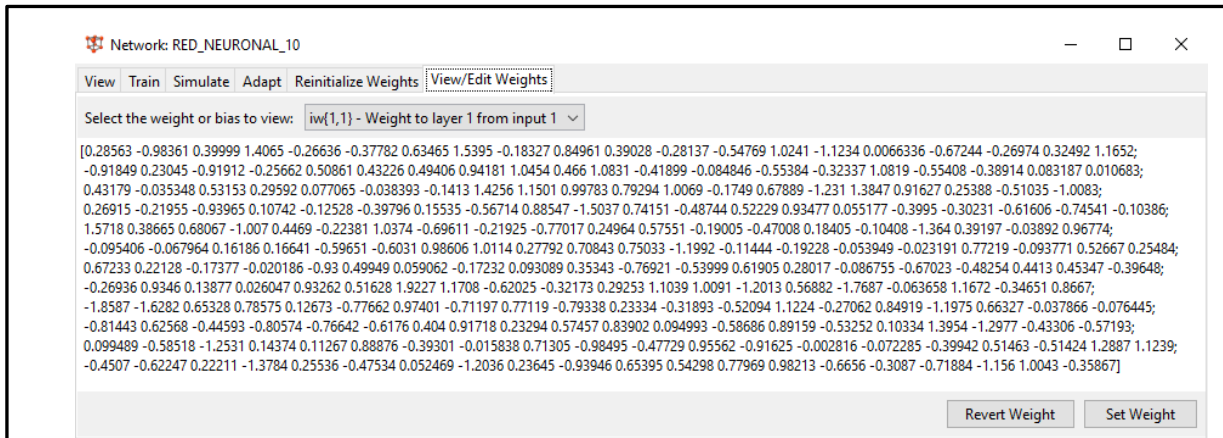 Network: RED_NEURONAL_10
View Train Simulate Adapt Reinitialize Weights View/Edit Weights
Select the weight or bias to view: iw{1,1} - Weight to layer 1 from input 1
[0.28563 -0.98361 0.39999 1.4065 -0.26636 -0.37782 0.63465 1.5395 -0.18327 0.84961 0.39028 -0.28137 -0.54769 1.0241 -1.1234 0.0066336 -0.67244 -0.26974 0.32492 1.1652;
-0.91849 0.23045 -0.91912 -0.25662 0.50861 0.43226 0.49406 0.94181 1.0454 0.466 1.0831 -0.41899 -0.084846 -0.55384 -0.32337 1.0819 -0.55408 -0.38914 0.083187 0.010683;
0.43179 -0.035348 0.53153 0.29592 0.077065 -0.038393 -0.1413 1.4256 1.1501 0.99783 0.79294 1.0069 -0.1749 0.67889 -1.231 1.3847 0.91627 0.25388 -0.51035 -1.0083;
0.26915 -0.21955 -0.93965 0.10742 -0.12528 -0.39796 0.15535 -0.56714 0.88547 -1.5037 0.74151 -0.48744 0.52229 0.93477 0.055177 -0.3995 -0.30231 -0.61606 -0.74541 -0.10386;
1.5718 0.38665 0.68067 -1.007 0.4469 -0.22381 1.0374 -0.69611 -0.21925 -0.77017 0.24964 0.57551 -0.19005 -0.47008 0.18405 -0.10408 -1.364 0.39197 -0.03892 0.96774;
-0.095406 -0.067964 0.16186 0.16641 -0.59651 -0.6031 0.98606 1.0114 0.27792 0.70843 0.75033 -1.1992 -0.11444 -0.19228 -0.053949 -0.023191 0.77219 -0.093771 0.52667 0.25484;
0.67233 0.22128 -0.17377 -0.020186 -0.93 0.49949 0.059062 -0.17232 0.093089 0.35343 -0.76921 -0.53999 0.61905 0.28017 -0.086755 -0.67023 -0.48254 0.4413 0.45347 -0.39648;
-0.26936 0.9346 0.13877 0.026047 0.93262 0.51628 1.9227 1.1708 -0.62025 -0.32173 0.29253 1.1039 1.0091 -1.2013 0.56882 -1.7687 -0.063658 1.1672 -0.34651 0.8667;
-1.8587 -1.6282 0.65328 0.78575 0.12673 -0.77662 0.97401 -0.71197 0.77119 -0.79338 0.23334 -0.31893 -0.52094 1.1224 -0.27062 0.84919 -1.1975 0.66327 -0.037866 -0.076445;
-0.81443 0.62568 -0.44593 -0.80574 -0.76642 -0.6176 0.404 0.91718 0.23294 0.57457 0.83902 0.094993 -0.58686 0.89159 -0.53252 0.10334 1.3954 -1.2977 -0.43306 -0.57193;
0.099489 -0.58518 -1.2531 0.14374 0.11267 0.88876 -0.39301 -0.015838 0.71305 -0.98495 -0.47729 0.95562 -0.91625 -0.002816 -0.072285 -0.39942 0.51463 -0.51424 1.2887 1.1239;
-0.4507 -0.62247 0.22211 -1.3784 0.25536 -0.47534 0.052469 -1.2036 0.23645 -0.93946 0.65395 0.54298 0.77969 0.98213 -0.6656 -0.3087 -0.71884 -1.156 1.0043 -0.35867]
Revert Weight Set Weight